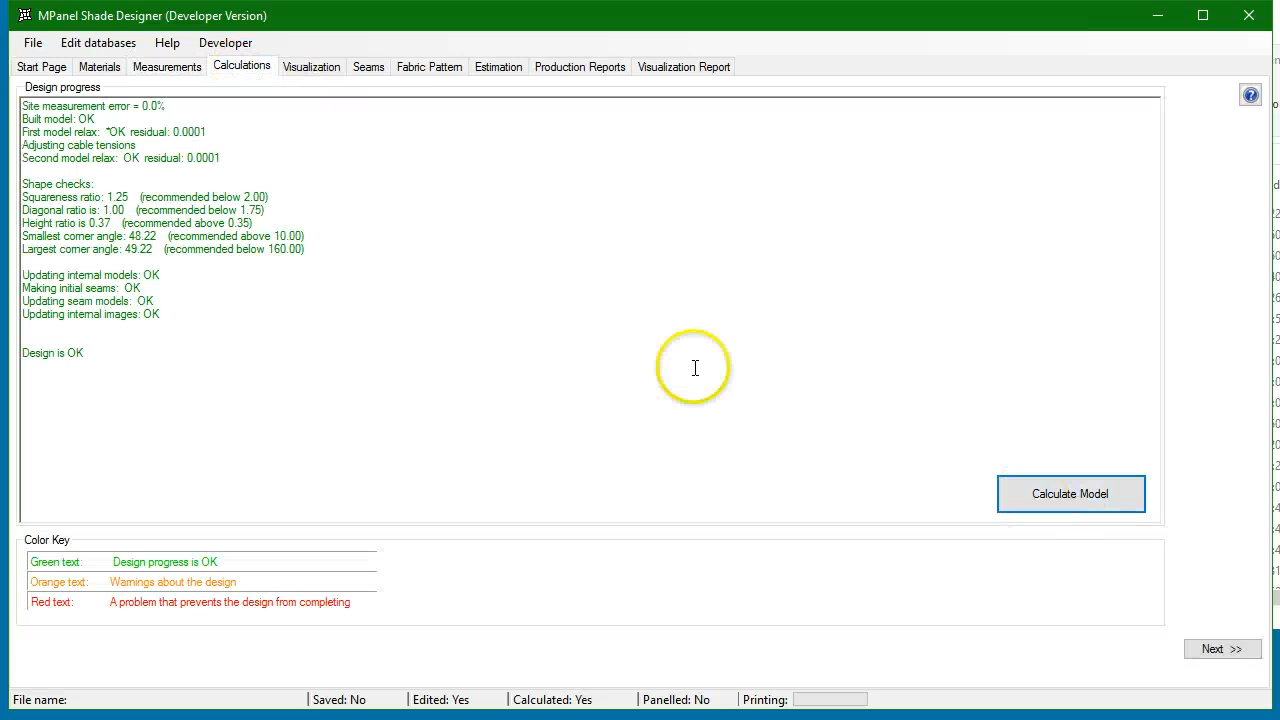 MPanel Shade Designer (Developer Version)
File Edit databases Help Developer
Start Page Materials Measurements Calculations Visualization Seams Fabric Pattern Estimation Production Reports Visualization Report
Design progress
Site measurement error = 0.0%
Built model: OK
First model relax: *OK residual: 0.0001
Adjusting cable tensions
Second model relax: OK residual: 0.0001
Shape checks:
Squareness ratio: 1.25 (recommended below 2.00)
Diagonal ratio is: 1.00 (recommended below 1.75)
Height ratio is 0.37 (recommended above 0.35)
Smallest corner angle: 48.22 (recommended above 10.00)
Largest corner angle: 49.22 (recommended below 160.00)
Updating internal models: OK
Making initial seams: OK
Updating seam models: OK
Updating internal images: OK
Design is OK
Calculate Model
Color Key
Green text: Design progress is OK
Orange text: Warnings about the design
Red text: A problem that prevents the design from completing
Next >>
File name: Saved: No Edited: Yes Calculated: Yes Panelled: No Printing: